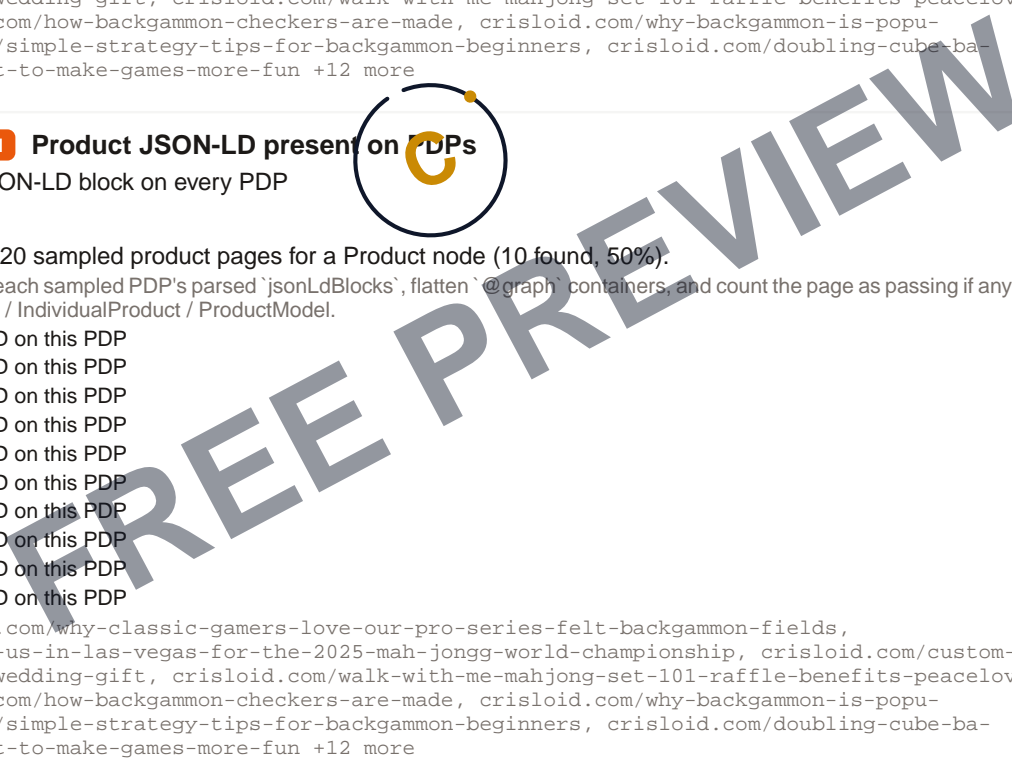 wedding-gift, crisloid.com/walk-with-me-mahjong-set-101-raffle-benefits-peacelov
com/how-backgammon-checkers-are-made, crisloid.com/why-backgammon-is-popu-
/simple-strategy-tips-for-backgammon-beginners, crisloid.com/doubling-cube-ba-
t-to-make-games-more-fun +12 more
Product JSON-LD present on PDPs
C
ON-LD block on every PDP
20 sampled product pages for a Product node (10 found, 50%).
each sampled PDP's parsed `jsonLdBlocks`, flatten `@graph` containers, and count the page as passing if any
/ IndividualProduct / ProductModel.
D on this PDP
D on this PDP
D on this PDP
D on this PDP
D on this PDP
D on this PDP
D on this PDP
D on this PDP
D on this PDP
D on this PDP
.com/why-classic-gamers-love-our-pro-series-felt-backgammon-fields,
-us-in-las-vegas-for-the-2025-mah-jongg-world-championship, crisloid.com/custom-
wedding-gift, crisloid.com/walk-with-me-mahjong-set-101-raffle-benefits-peacelov
com/how-backgammon-checkers-are-made, crisloid.com/why-backgammon-is-popu-
/simple-strategy-tips-for-backgammon-beginners, crisloid.com/doubling-cube-ba-
t-to-make-games-more-fun +12 more
FREE PREVIEW